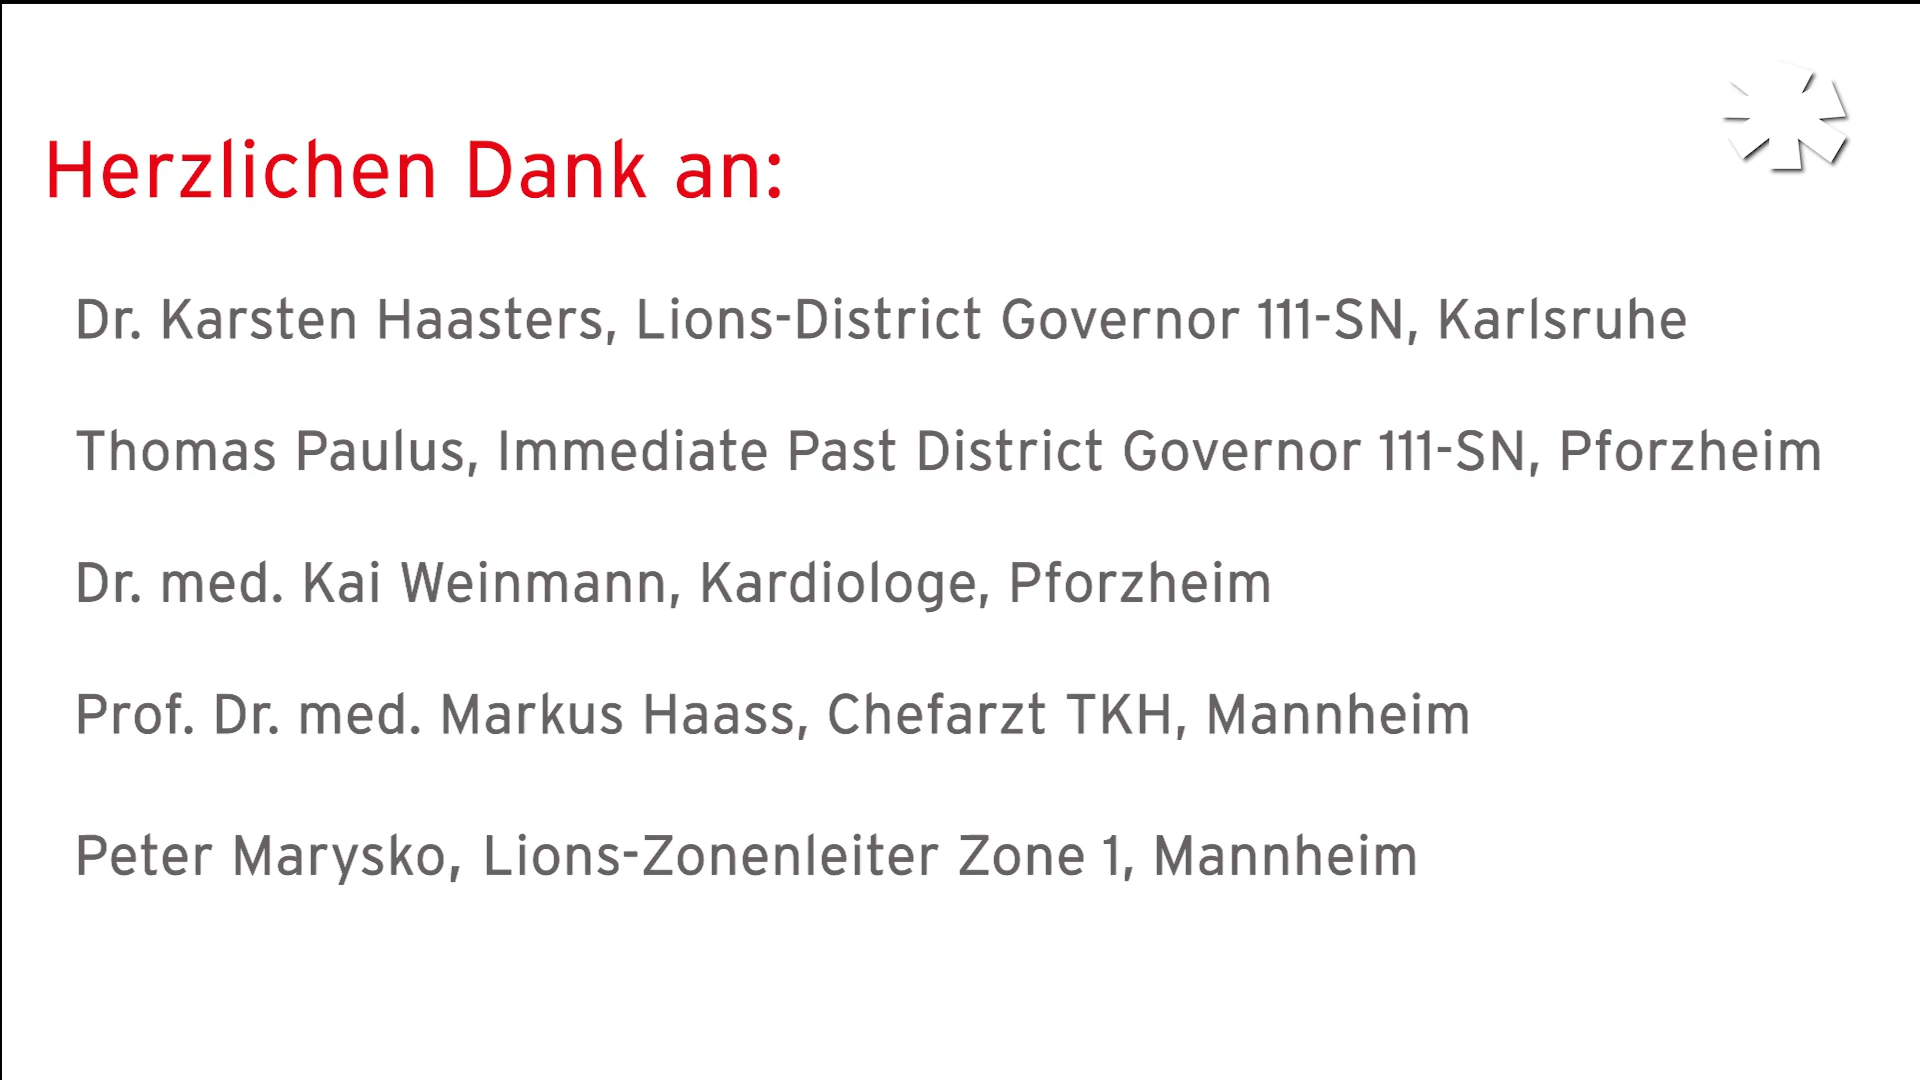 Herzlichen Dank an:
Dr. Karsten Haasters, Lions-District Governor 111-SN, Karlsruhe
Thomas Paulus, Immediate Past District Governor 111-SN, Pforzheim
Dr. med. Kai Weinmann, Kardiologe, Pforzheim
Prof. Dr. med. Markus Haass, Chefarzt TKH, Mannheim
Peter Marysko, Lions-Zonenleiter Zone 1, Mannheim